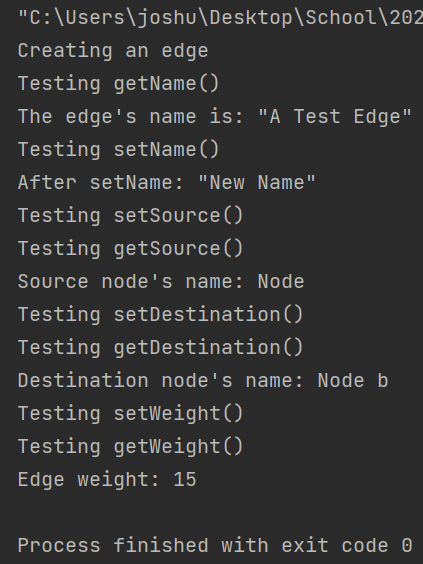 "C:\Users\joshu\Desktop\School\202
Creating an edge
Testing getName()
The edge's name is: "A Test Edge"
Testing setName()
After setName: "New Name"
Testing setSource()
Testing getSource()
Source node's name: Node
Testing setDestination()
Testing getDestination()
Destination node's name: Node b
Testing setWeight()
Testing getWeight()
Edge weight: 15
Process finished with exit code 0